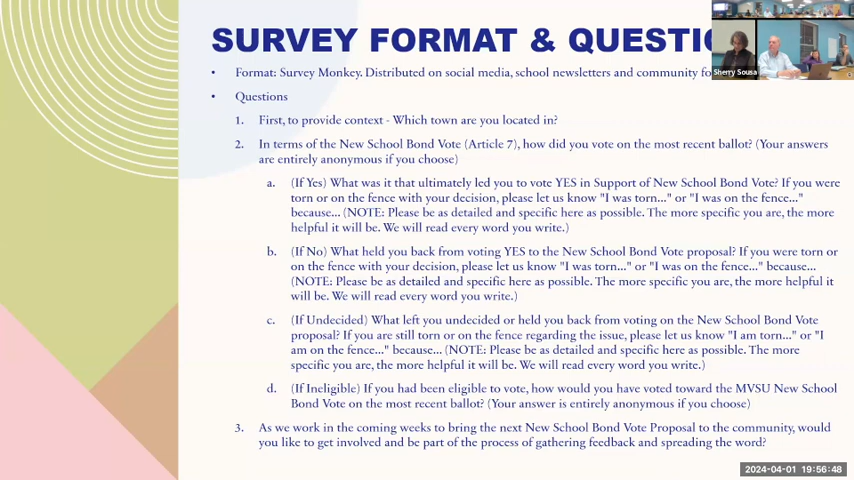 SURVEY FORMAT & QUESTIO
• Format: Survey Monkey. Distributed on social media, school newsletters and community fo
• Questions
1. First, to provide context - Which town are you located in?
2. In terms of the New School Bond Vote (Article 7), how did you vote on the most recent ballot? (Your answers
are entirely anonymous if you choose)
a. (If Yes) What was it that ultimately led you to vote YES in Support of New School Bond Vote? If you were
torn or on the fence with your decision, please let us know "I was torn..." or "I was on the fence..."
because... (NOTE: Please be as detailed and specific here as possible. The more specific you are, the more
helpful it will be. We will read every word you write.)
b. (If No) What held you back from voting YES to the New School Bond Vote proposal? If you were torn or
on the fence with your decision, please let us know "I was torn..." or "I was on the fence..." because...
(NOTE: Please be as detailed and specific here as possible. The more specific you are, the more helpful it
will be. We will read every word you write.)
c. (If Undecided) What left you undecided or held you back from voting on the New School Bond Vote
proposal? If you are still torn or on the fence regarding the issue, please let us know "I am torn..." or "I
am on the fence..." because... (NOTE: Please be as detailed and specific here as possible. The more
specific you are, the more helpful it will be. We will read every word you write.)
d. (If Ineligible) If you had been eligible to vote, how would you have voted toward the MVSU New School
Bond Vote on the most recent ballot? (Your answer is entirely anonymous if you choose)
3. As we work in the coming weeks to bring the next New School Bond Vote Proposal to the community, would
you like to get involved and be part of the process of gathering feedback and spreading the word?
Sherry Sousa
2024-04-01 19:56:48